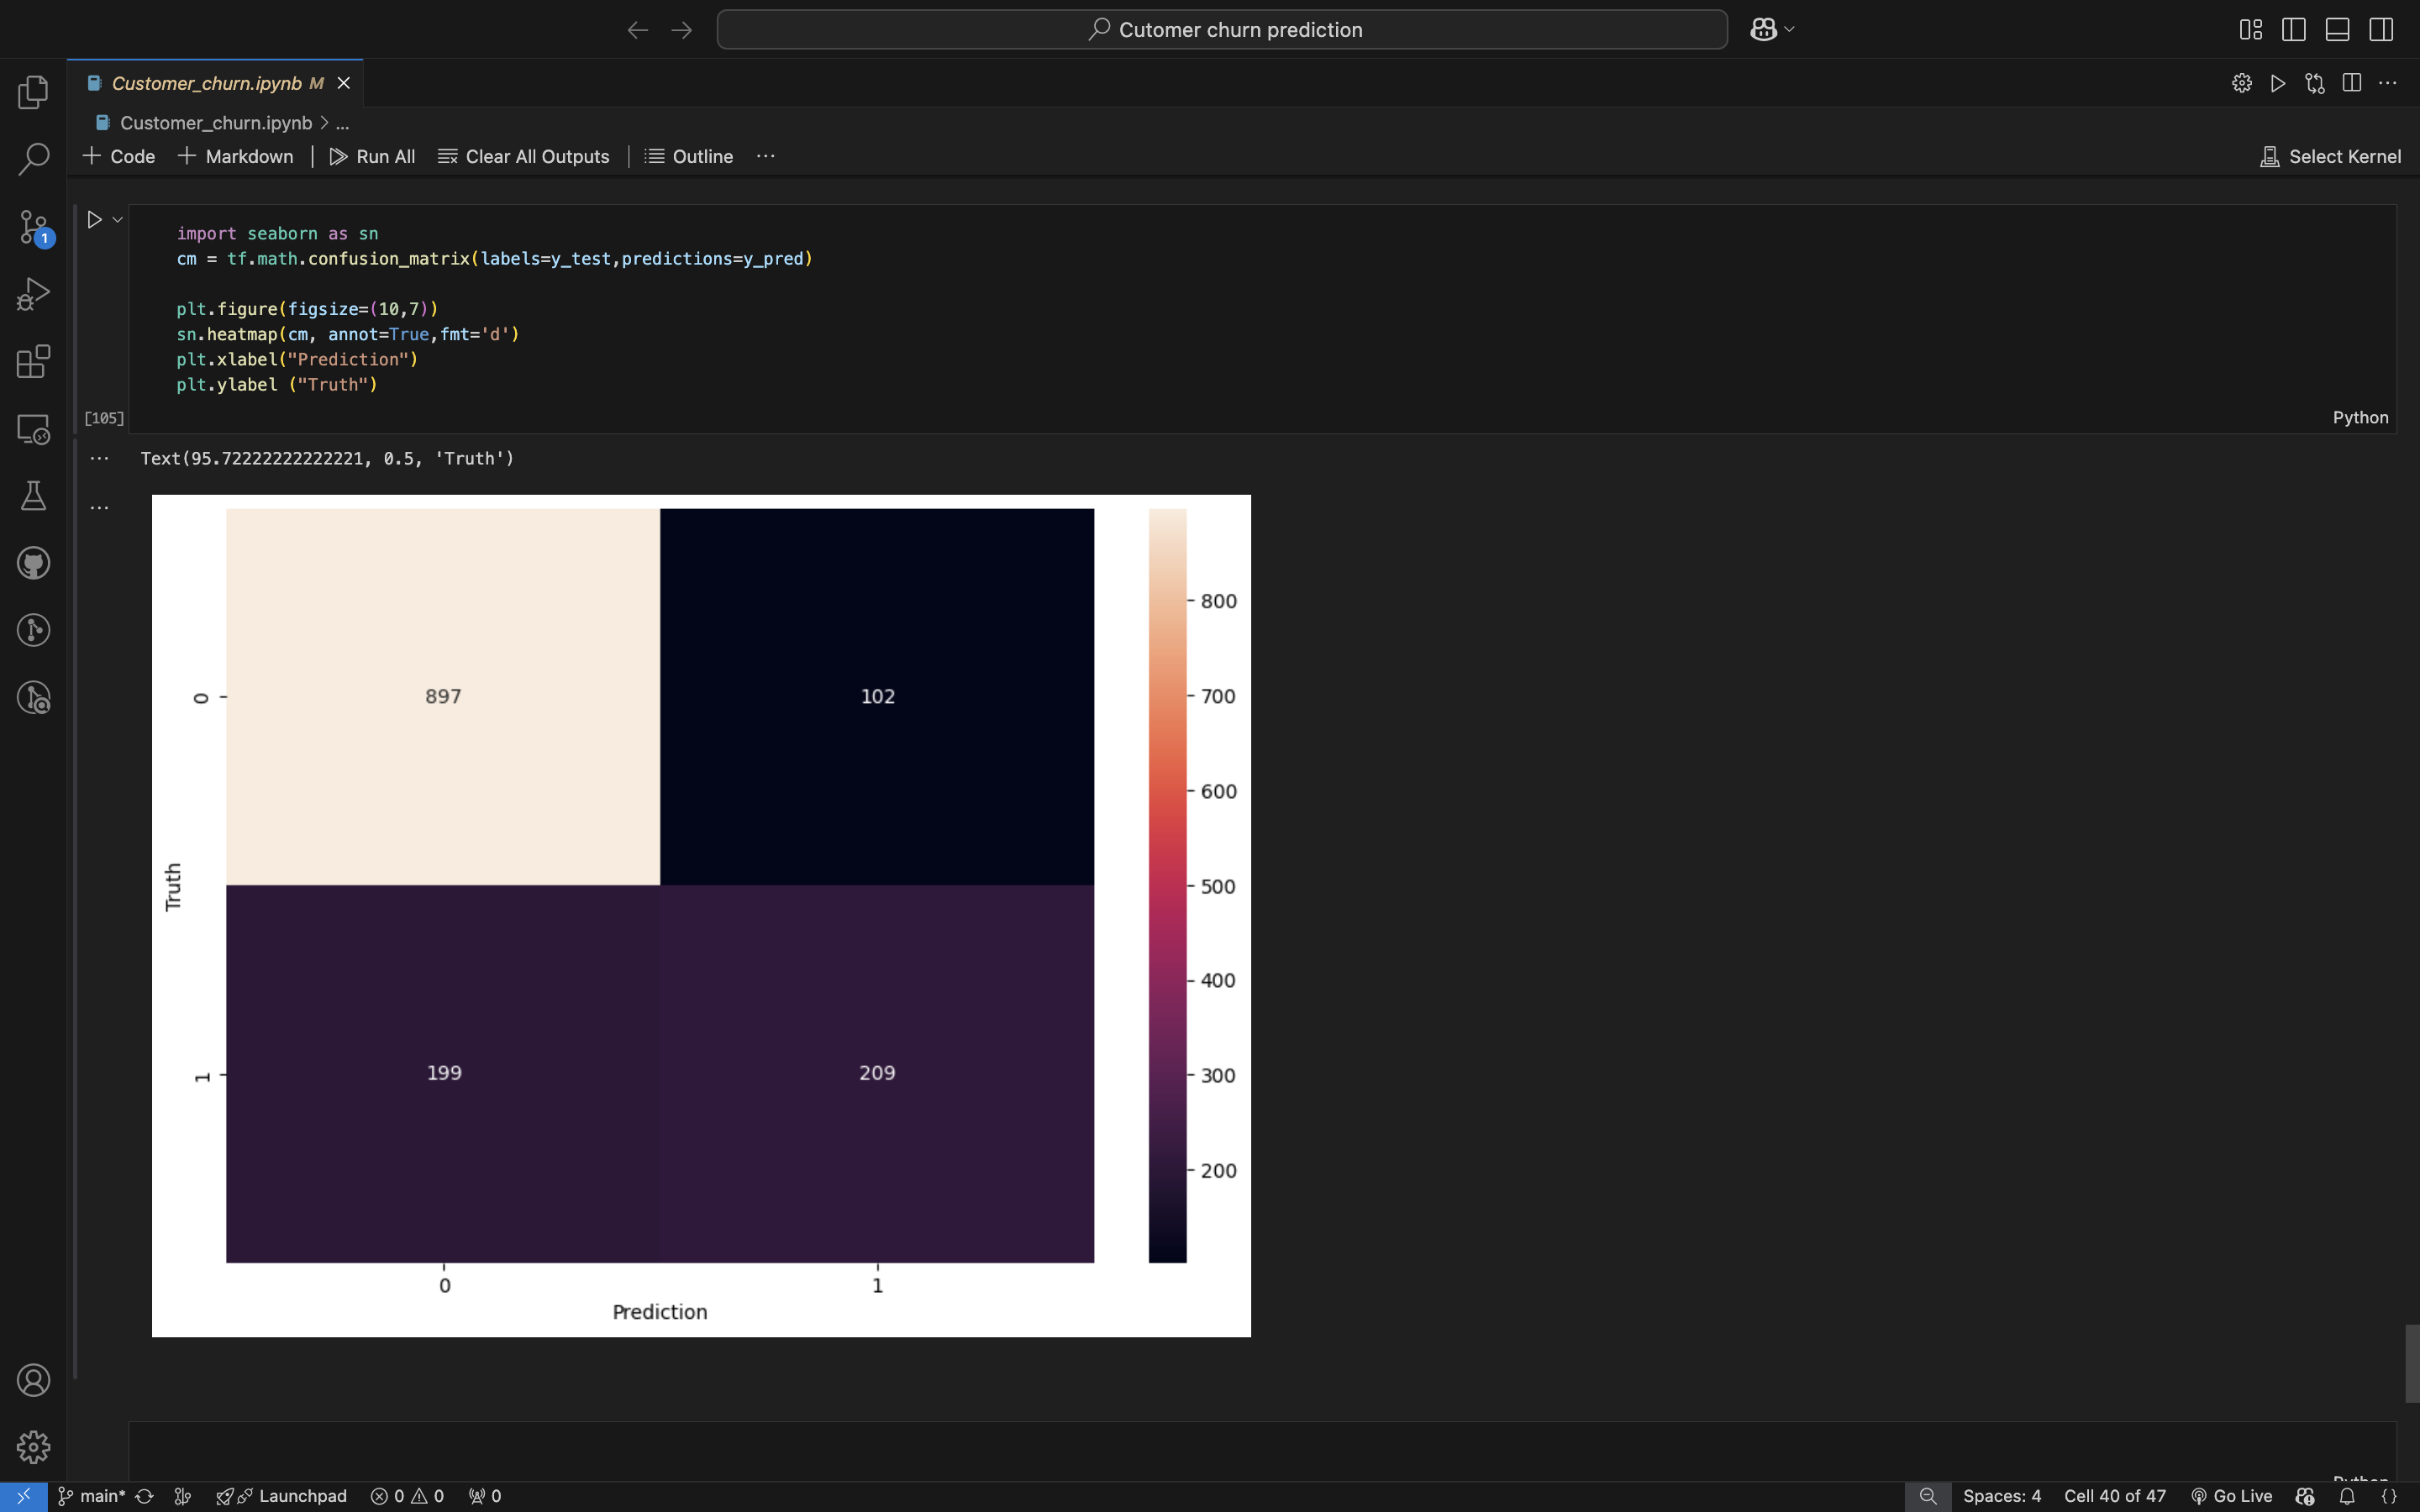 Cutomer churn prediction
Customer_churn.ipynb M
Customer_churn.ipynb > ...
Code Markdown Run All Clear All Outputs Outline ... Select Kernel
1
import seaborn as sn
cm = tf.math.confusion_matrix(labels=y_test,predictions=y_pred)
plt.figure(figsize=(10,7))
sn.heatmap(cm, annot=True,fmt='d')
plt.xlabel("Prediction")
plt.ylabel ("Truth")
[105]
Python
Text(95.72222222222221, 0.5, 'Truth')
800
0 897 102 700
600
Truth 500
400
1 199 209 300
200
0 1
Prediction
Python
main* Launchpad 0 0 0 Spaces: 4 Cell 40 of 47 Go Live